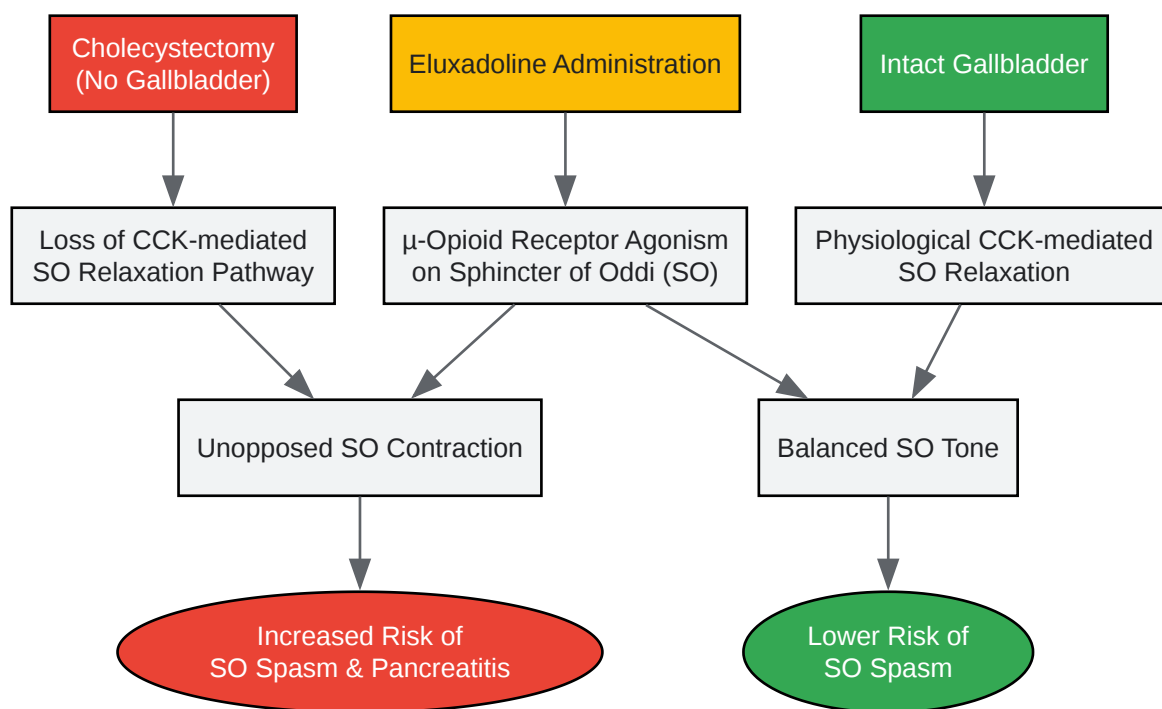 Cholecystectomy
(No Gallbladder)
Eluxadoline Administration
Intact Gallbladder
Loss of CCK-mediated
SO Relaxation Pathway
µ-Opioid Receptor Agonism
on Sphincter of Oddi (SO)
Physiological CCK-mediated
SO Relaxation
Unopposed SO Contraction
Balanced SO Tone
Increased Risk of
SO Spasm & Pancreatitis
Lower Risk of
SO Spasm